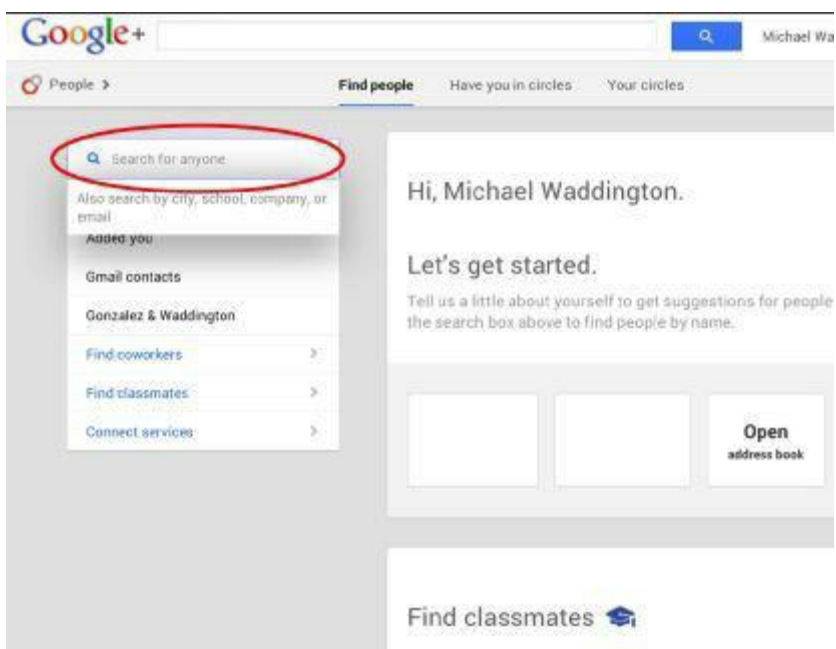 Google+
Michael Wa
People >
Find people
Have you in circles
Your circles
Search for anyone
Also search by city, school, company, or
email
Added you
Gmail contacts
Gonzalez & Waddington
Find coworkers >
Find classmates >
Connect services >
Hi, Michael Waddington.
Let's get started.
Tell us a little about yourself to get suggestions for people
the search box above to find people by name.
Open
address book
Find classmates